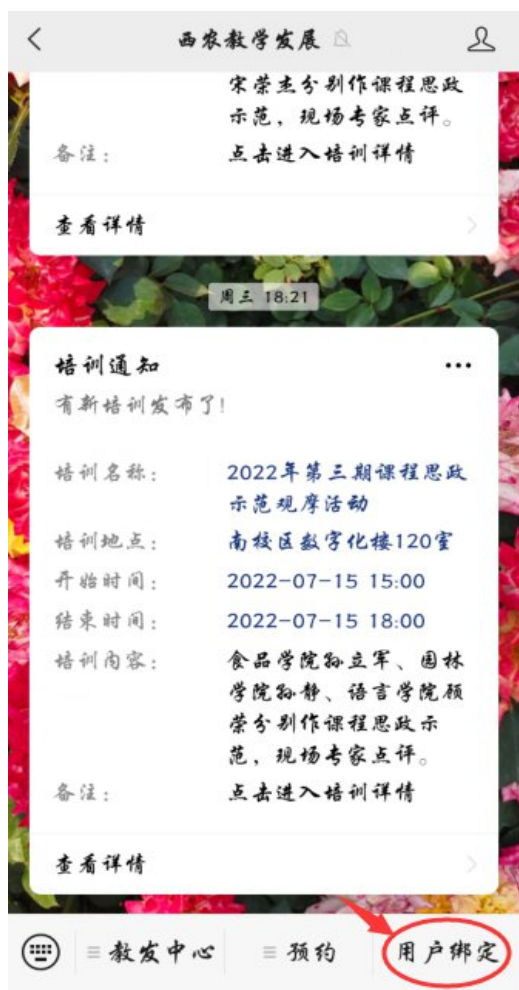 西农教学发展
宋荣杰分别作课程思政
示范，现场专家点评。
备注： 点击进入培训详情
查看详情
周三 18:21
培训通知
有新培训发布了!
培训名称： 2022年第三期课程思政
示范观摩活动
培训地点： 南校区数字化楼120室
开始时间： 2022-07-15 15:00
结束时间： 2022-07-15 18:00
培训内容： 食品学院孙立军、园林
学院孙静、语言学院顾
荣分别作课程思政示
范，现场专家点评。
备注： 点击进入培训详情
查看详情
教发中心 预约 用户绑定